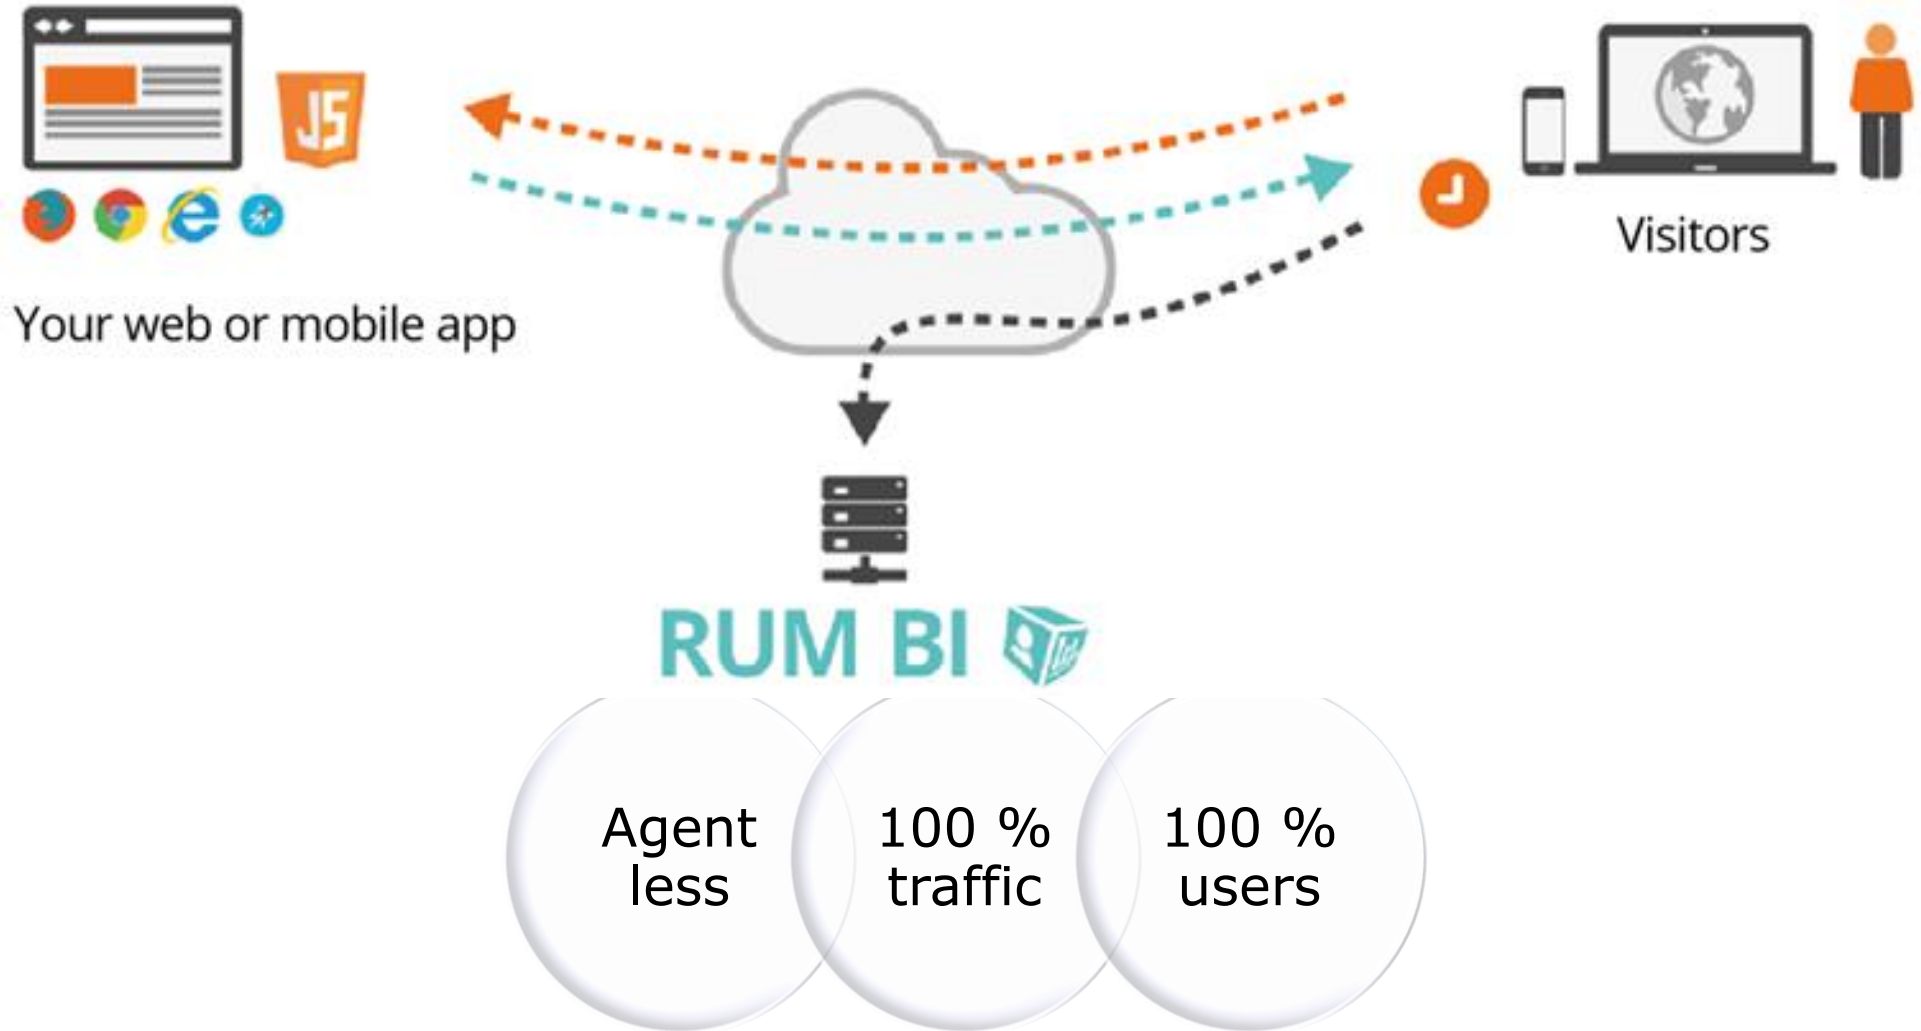 JS
Visitors
Your web or mobile app
RUM BI
Agent
less
100 %
traffic
100 %
users